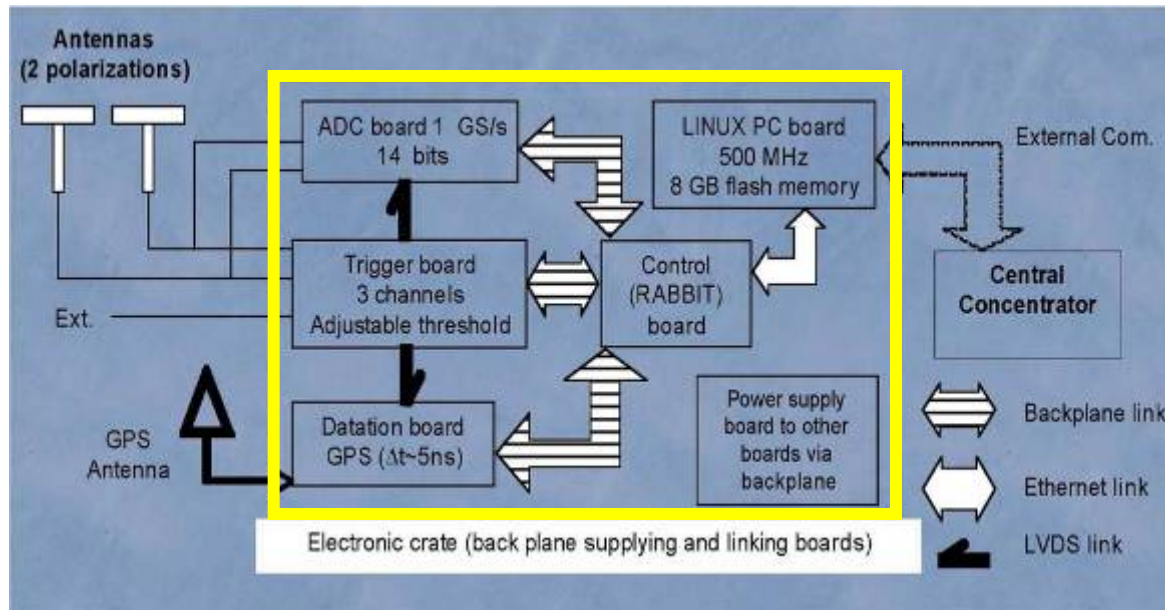 Antennas
(2 polarizations)
ADC board 1 GS/s
14 bits
LINUX PC board
500 MHz
8 GB flash memory
External Com.
Trigger board
3 channels
Adjustable threshold
Control
(RABBIT)
board
Central
Concentrator
Ext.
GPS
Antenna
Datation board
GPS (Δt~5ns)
Power supply
board to other
boards via
backplane
Backplane link
Ethernet link
LVDS link
Electronic crate (back plane supplying and linking boards)